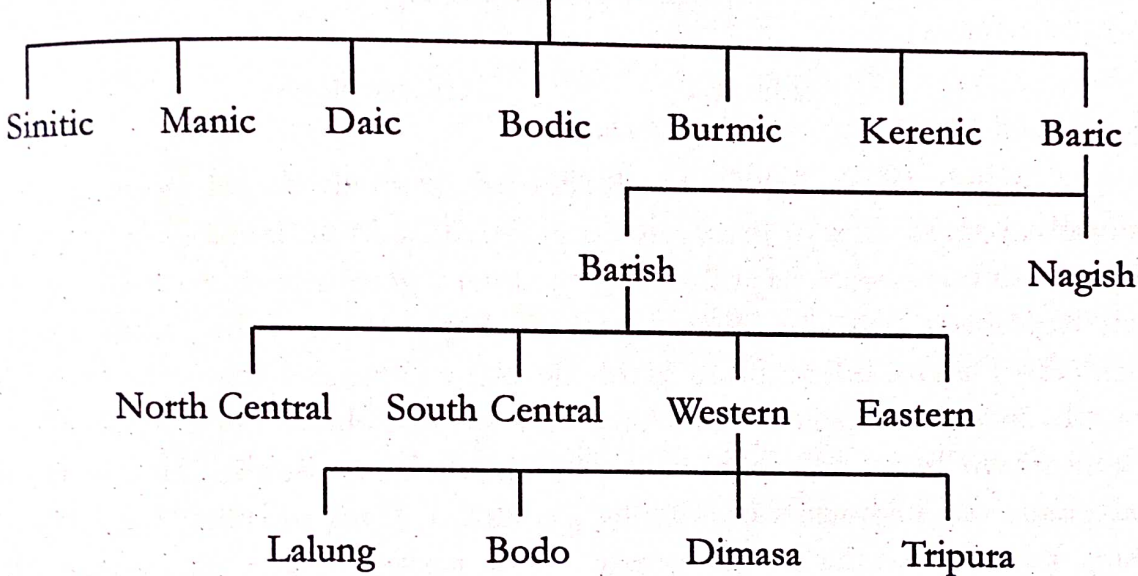 Sinitic Manic Daic Bodic Burmic Kerenic Baric
Barish Nagish
North Central South Central Western Eastern
Lalung Bodo Dimasa Tripura